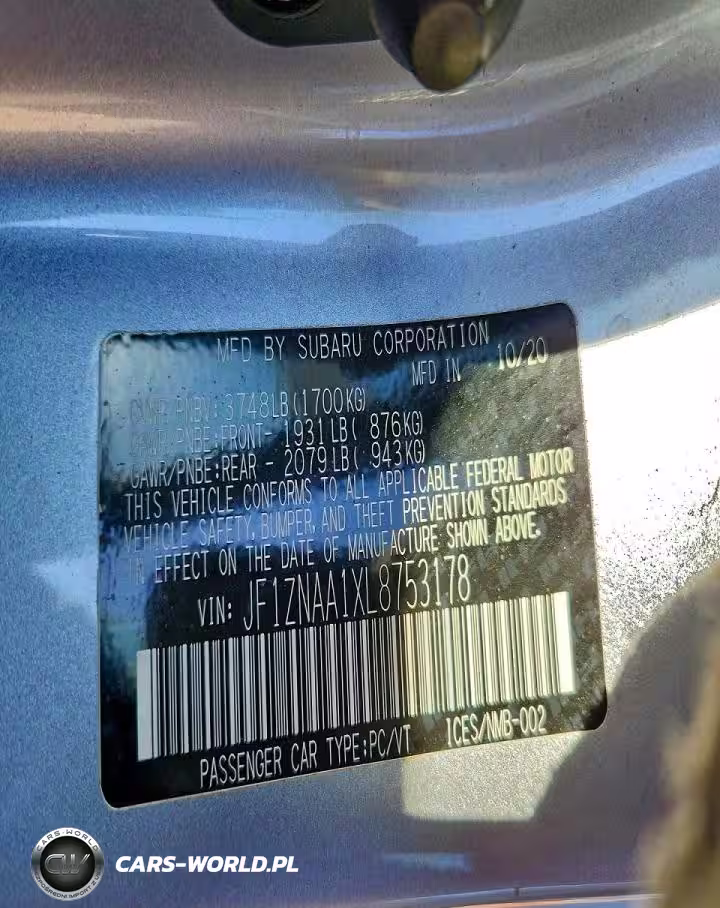 MFD BY SUBARU CORPORATION
MFD IN 10/20
GVWR/PNBV: 3748LB(1700KG)
GAWR/PNBE:FRONT- 1931LB( 876KG)
GAWR/PNBE:REAR - 2079LB( 943KG)
THIS VEHICLE CONFORMS TO ALL APPLICABLE FEDERAL MOTOR
VEHICLE SAFETY, BUMPER, AND THEFT PREVENTION STANDARDS
IN EFFECT ON THE DATE OF MANUFACTURE SHOWN ABOVE.
VIN: JF1ZNAA1XL8753178
PASSENGER CAR TYPE:PC/VT ICES/NMB-002
CARS-WORLD
CW
CARS-WORLD.PL